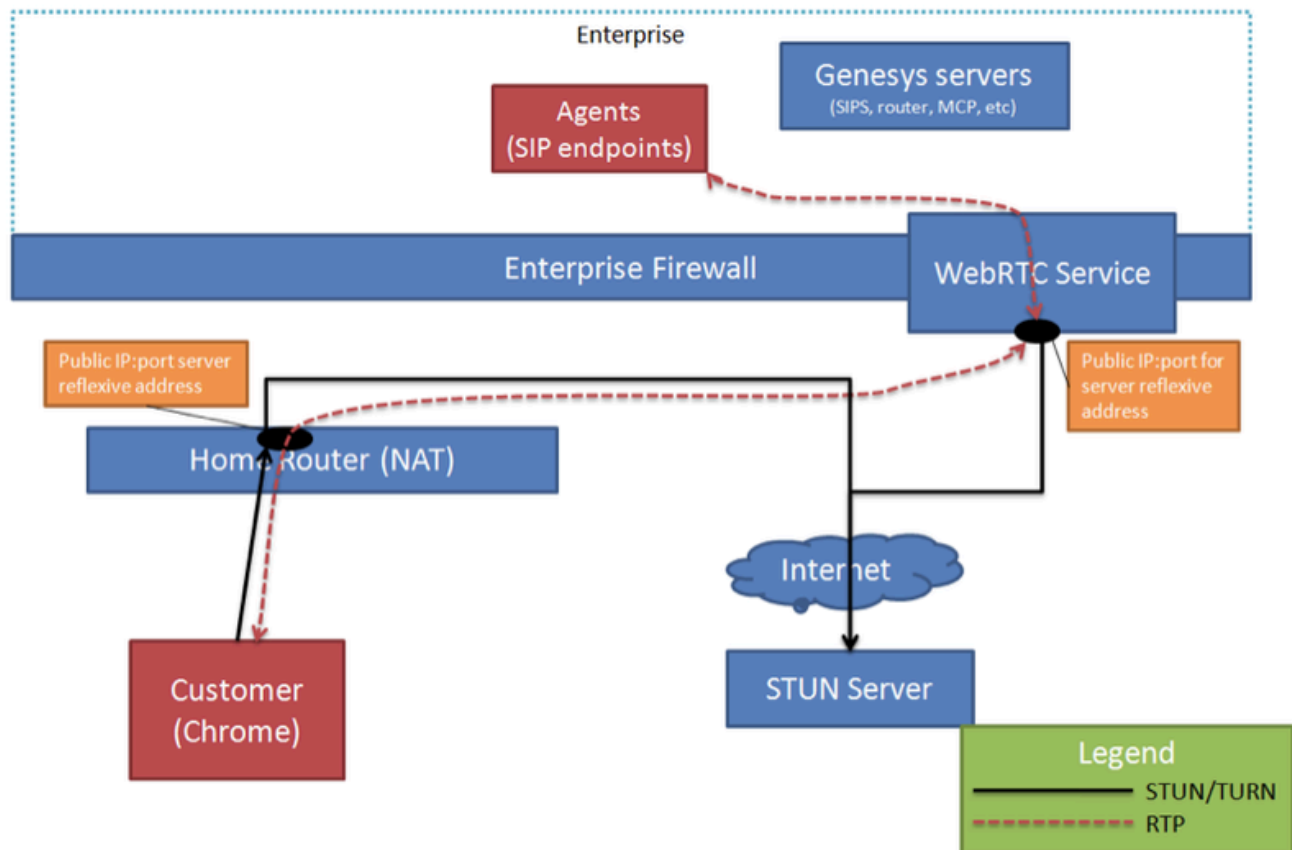 Enterprise
Genesys servers
(SIPS, router, MCP, etc)
Agents
(SIP endpoints)
Enterprise Firewall
WebRTC Service
Public IP:port server
reflexive address
Public IP:port for
server reflexive
address
Home Router (NAT)
Internet
Customer
(Chrome)
STUN Server
Legend
STUN/TURN
RTP